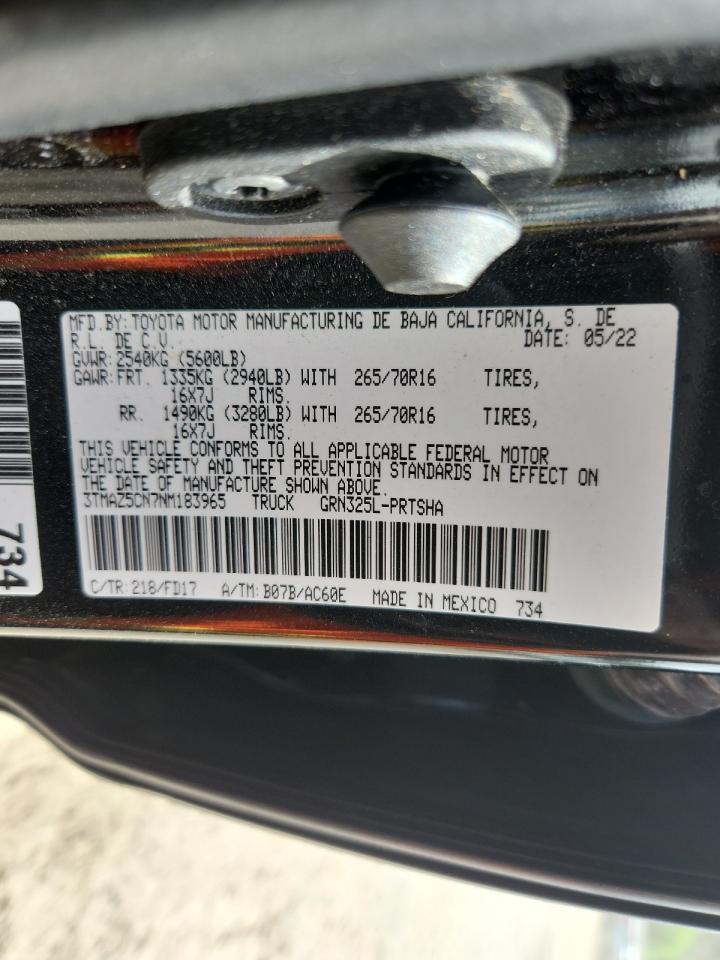 MFD.BY: TOYOTA MOTOR MANUFACTURING DE BAJA CALIFORNIA, S. DE
R.L. DE C.V. DATE: 05/22
GVWR: 2540KG (5600LB)
GAWR: FRT. 1335KG (2940LB) WITH 265/70R16 TIRES,
16X7J RIMS.
RR. 1490KG (3280LB) WITH 265/70R16 TIRES,
16X7J RIMS.
THIS VEHICLE CONFORMS TO ALL APPLICABLE FEDERAL MOTOR
VEHICLE SAFETY AND THEFT PREVENTION STANDARDS IN EFFECT ON
THE DATE OF MANUFACTURE SHOWN ABOVE.
3TMAZ5CN7NM183965 TRUCK GRN325L-PRTSHA
C/TR: 218/FD17 A/TM: B07B/AC60E MADE IN MEXICO 734
734